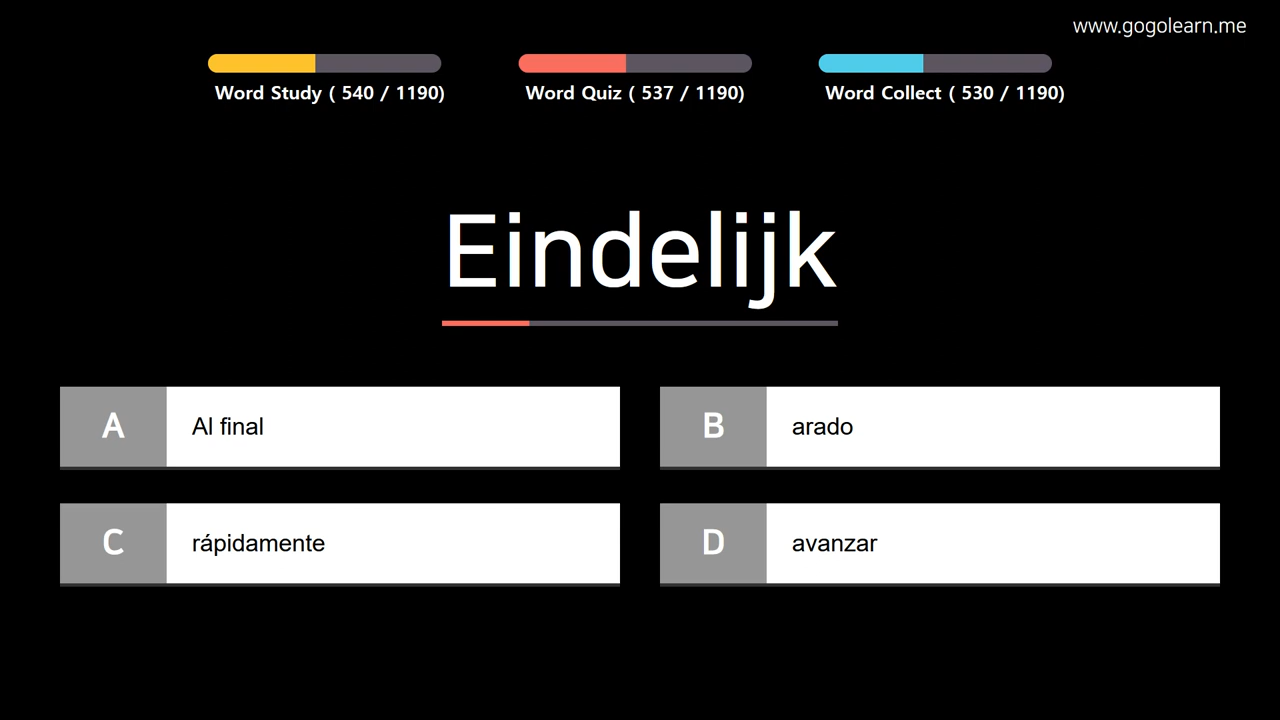 www.gogolearn.me
Word Study ( 540 / 1190)
Word Quiz ( 537 / 1190)
Word Collect ( 530 / 1190)
Eindelijk
A
Al final
B
arado
C
rápidamente
D
avanzar